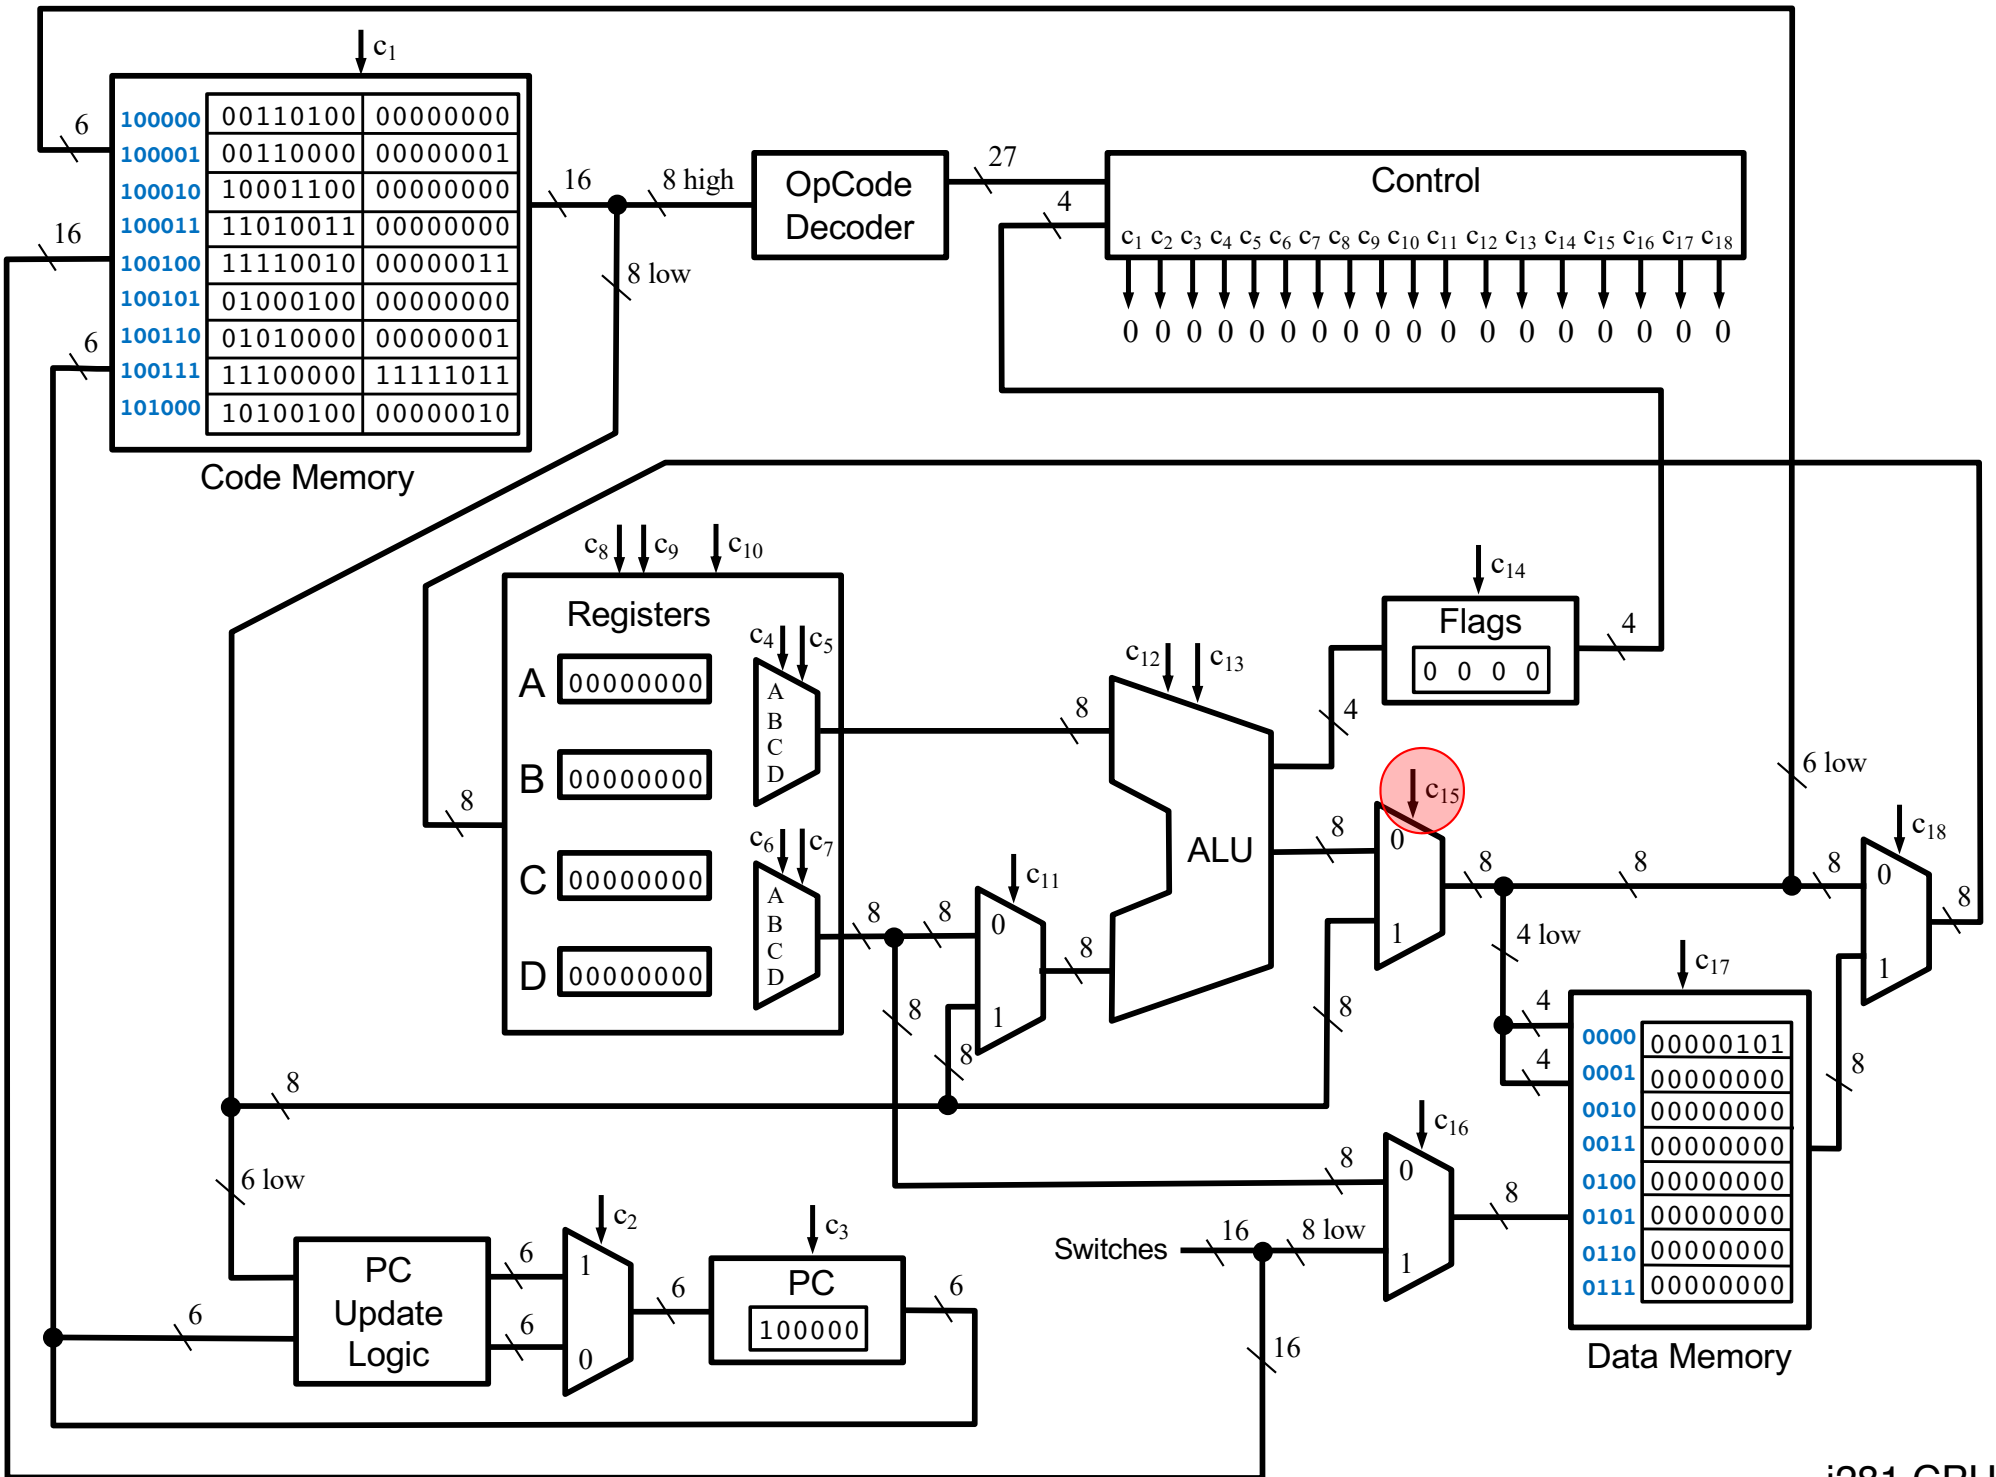 c1
100000 00110100 00000000
100001 00110000 00000001
100010 10001100 00000000
100011 11010011 00000000
100100 11110010 00000011
100101 01000100 00000000
100110 01010000 00000001
100111 11100000 11111011
101000 10100100 00000010
Code Memory
6
16
6
16
8 high
8 low
OpCode
Decoder
27
4
Control
c1 c2 c3 c4 c5 c6 c7 c8 c9 c10 c11 c12 c13 c14 c15 c16 c17 c18
0 0 0 0 0 0 0 0 0 0 0 0 0 0 0 0 0 0
c8 c9 c10
Registers
A 00000000
B 00000000
C 00000000
D 00000000
8
c4 c5
A
B
C
D
c6 c7
A
B
C
D
8
8
8
8
c11
0
1
8
8
c12 c13
ALU
c14
Flags
0 0 0 0
4
4
8
c15
0
1
8
8
8
6 low
8
4 low
c18
0
1
8
c17
4
4
0000 00000101
0001 00000000
0010 00000000
0011 00000000
0100 00000000
0101 00000000
0110 00000000
0111 00000000
Data Memory
8
8
c16
0
1
8
8
Switches
16
8 low
16
6 low
PC
Update
Logic
6
6
6
c2
1
0
6
c3
PC
100000
6